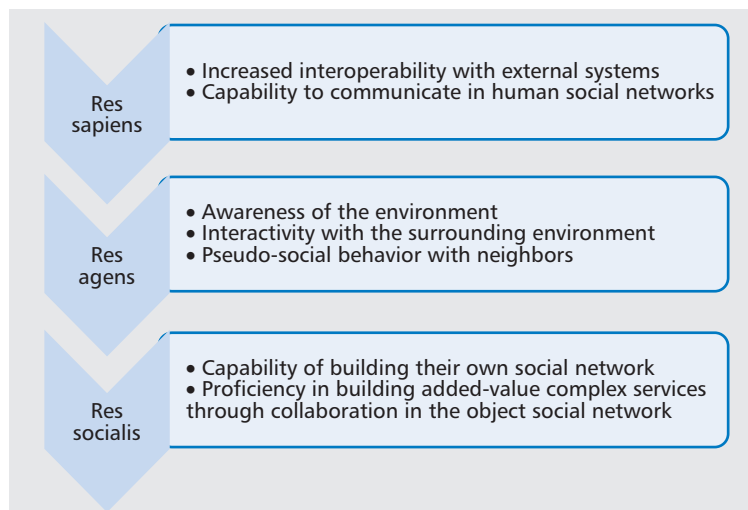 Res
sapiens
• Increased interoperability with external systems
• Capability to communicate in human social networks
Res
agens
• Awareness of the environment
• Interactivity with the surrounding environment
• Pseudo-social behavior with neighbors
Res
socialis
• Capability of building their own social network
• Proficiency in building added-value complex services
through collaboration in the object social network